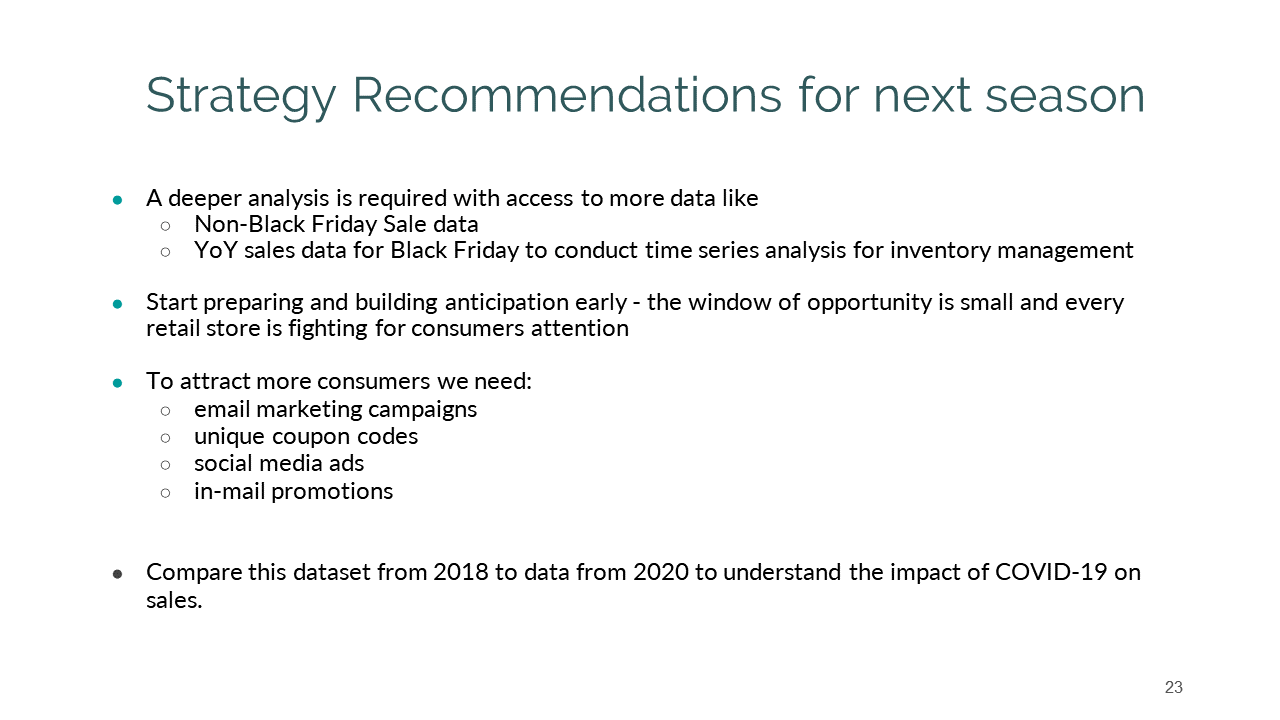 Strategy Recommendations for next season
● A deeper analysis is required with access to more data like
○ Non-Black Friday Sale data
○ YoY sales data for Black Friday to conduct time series analysis for inventory management
● Start preparing and building anticipation early - the window of opportunity is small and every
retail store is fighting for consumers attention
● To attract more consumers we need:
○ email marketing campaigns
○ unique coupon codes
○ social media ads
○ in-mail promotions
● Compare this dataset from 2018 to data from 2020 to understand the impact of COVID-19 on
sales.
23